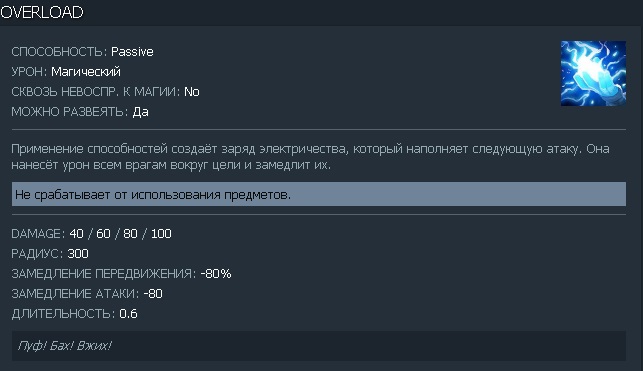 OVERLOAD
СПОСОБНОСТЬ: Passive
УРОН: Магический
СКВОЗЬ НЕВОСПР. К МАГИИ: No
МОЖНО РАЗВЕЯТЬ: Да
Применение способностей создаёт заряд электричества, который наполняет следующую атаку. Она
нанесёт урон всем врагам вокруг цели и замедлит их.
Не срабатывает от использования предметов.
DAMAGE: 40 / 60 / 80 / 100
РАДИУС: 300
ЗАМЕДЛЕНИЕ ПЕРЕДВИЖЕНИЯ: -80%
ЗАМЕДЛЕНИЕ АТАКИ: -80
ДЛИТЕЛЬНОСТЬ: 0.6
Пуф! Бах! Вжих!